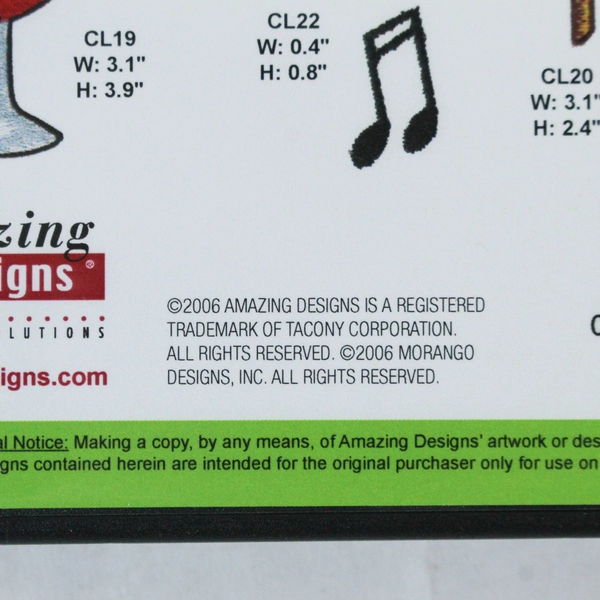 CL19
W: 3.1"
H: 3.9"
CL22
W: 0.4"
H: 0.8"
CL20
W: 3.1"
H: 2.4"
zing
igns®
LUTIONS
igns.com
©2006 AMAZING DESIGNS IS A REGISTERED
TRADEMARK OF TACONY CORPORATION.
ALL RIGHTS RESERVED. ©2006 MORANGO
DESIGNS, INC. ALL RIGHTS RESERVED.
al Notice: Making a copy, by any means, of Amazing Designs' artwork or des
igns contained herein are intended for the original purchaser only for use on